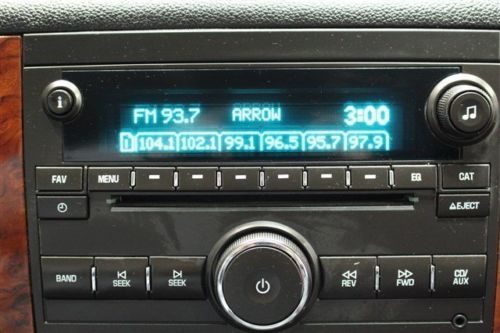 FM 93.7 ARROW 3:00
1 104.1 102.1 99.1 96.5 95.7 97.9
FAV MENU EQ CAT
EJECT
BAND SEEK SEEK REV FWD CD/
AUX